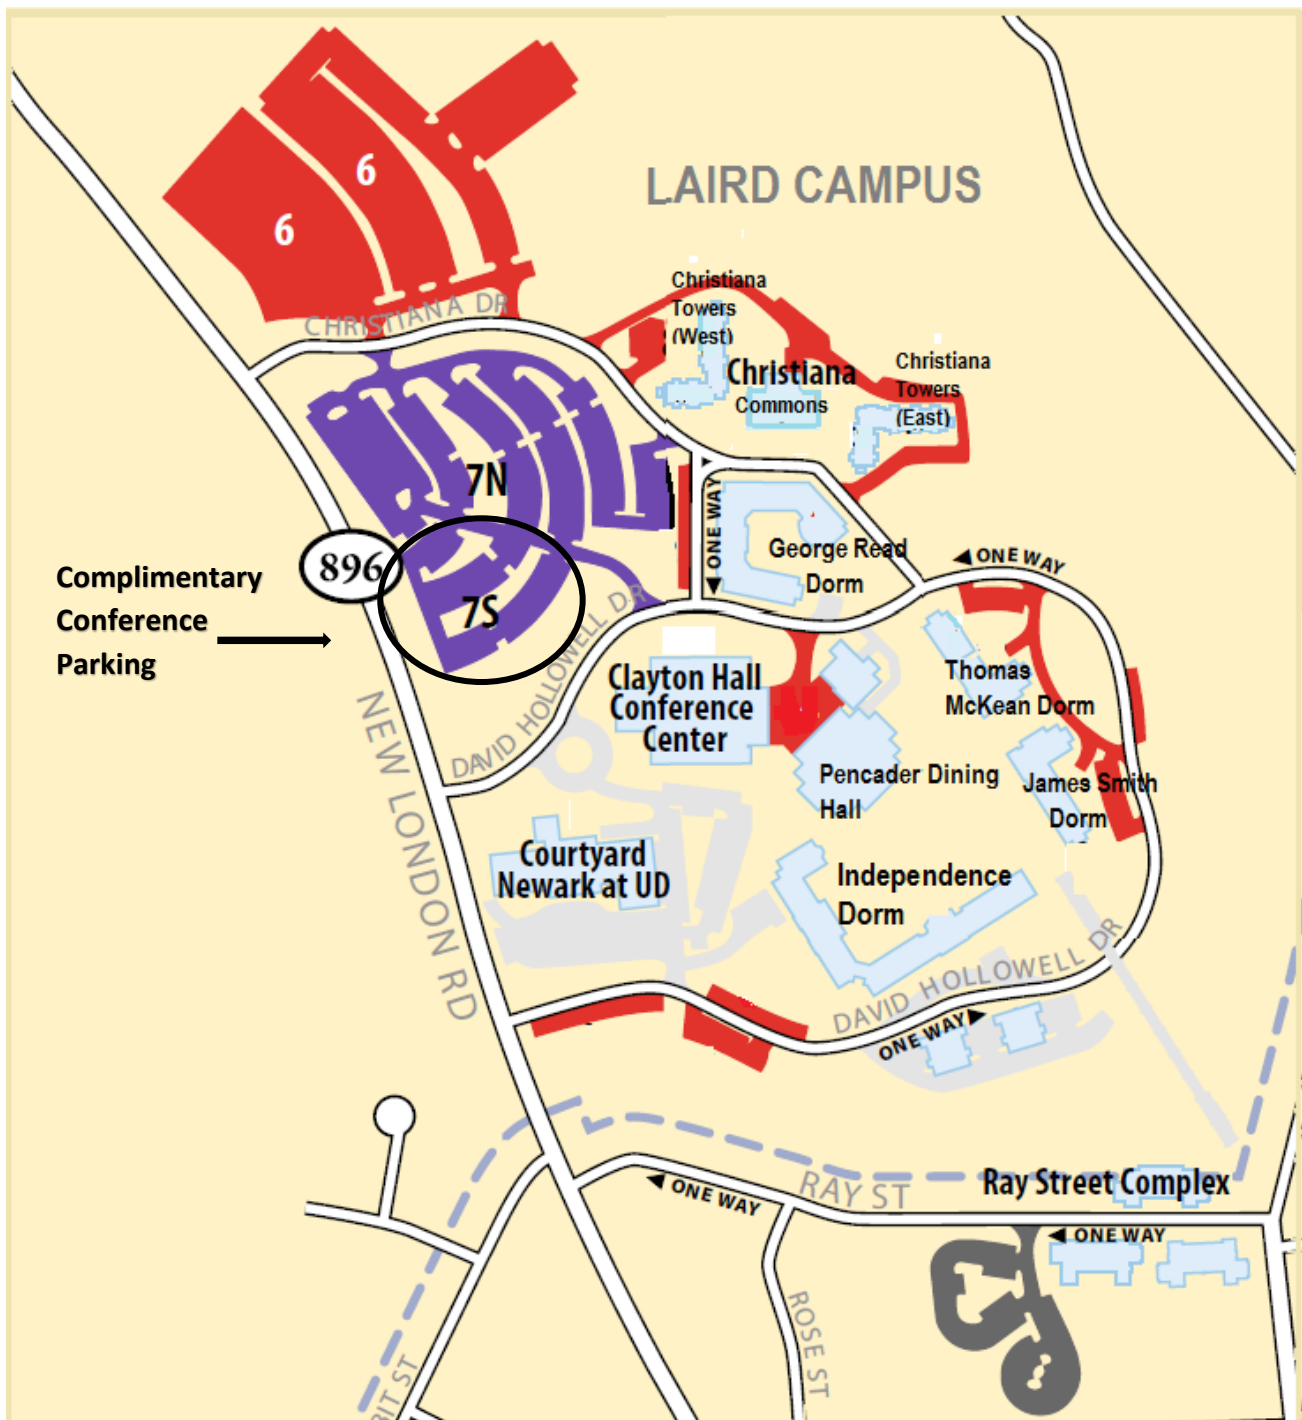 6
6
LAIRD CAMPUS
CHRISTIANA DR
Christiana
Towers
(West)
Christiana
Commons
Christiana
Towers
(East)
7N
ONE WAY
George Read
Dorm
ONE WAY
896
Complimentary
Conference
Parking
7S
DAVID HOLLOWELL DR
Clayton Hall
Conference
Center
Thomas
McKean Dorm
Pencader Dining
Hall
James Smith
Dorm
NEW LONDON RD
Courtyard
Newark at UD
Independence
Dorm
DAVID HOLLOWELL DR
ONE WAY
RAY ST
ONE WAY
Ray Street Complex
ONE WAY
ROSE ST
BIT ST